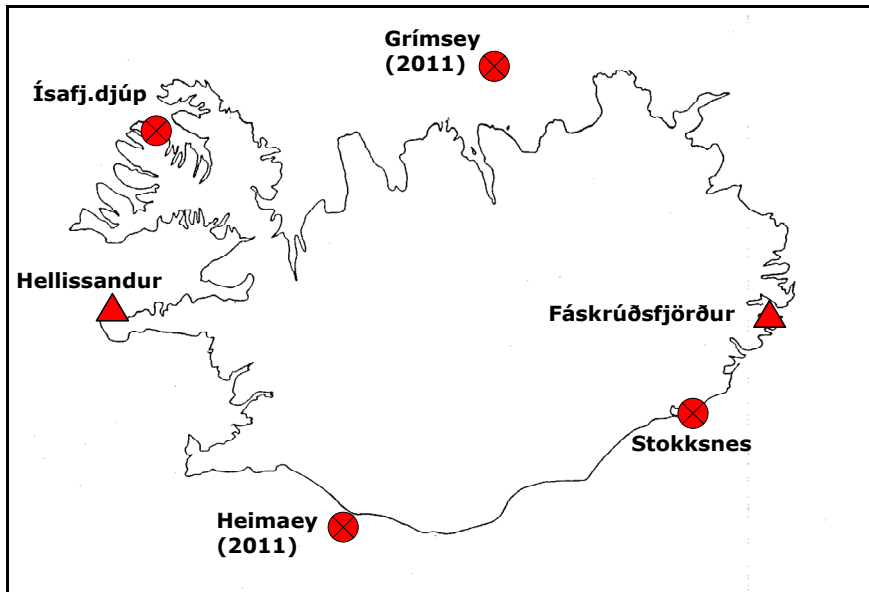 Grímsey
(2011)
Ísafj.djúp
Hellissandur
Fáskrúðsfjörður
Stokksnes
Heimaey
(2011)